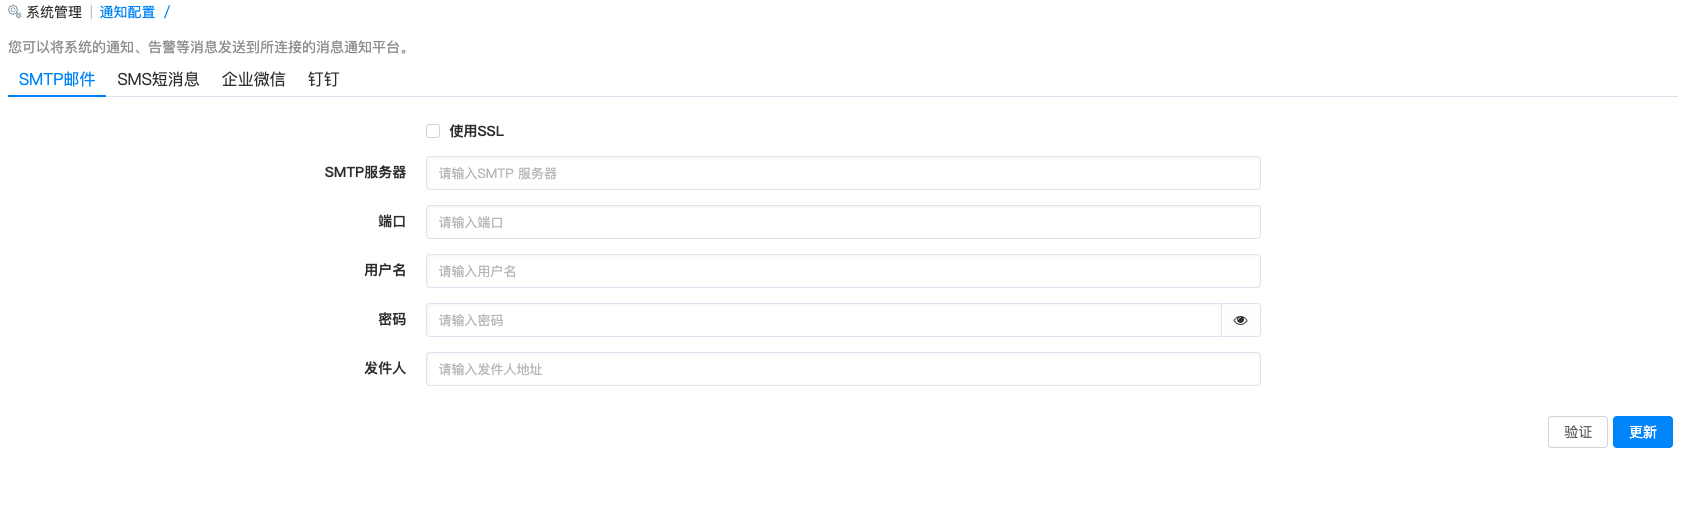 系统管理 | 通知配置 /
您可以将系统的通知、告警等消息发送到所连接的消息通知平台。
SMTP邮件 SMS短消息 企业微信 钉钉
使用SSL
SMTP服务器 请输入SMTP 服务器
端口 请输入端口
用户名 请输入用户名
密码 请输入密码
发件人 请输入发件人地址
验证 更新